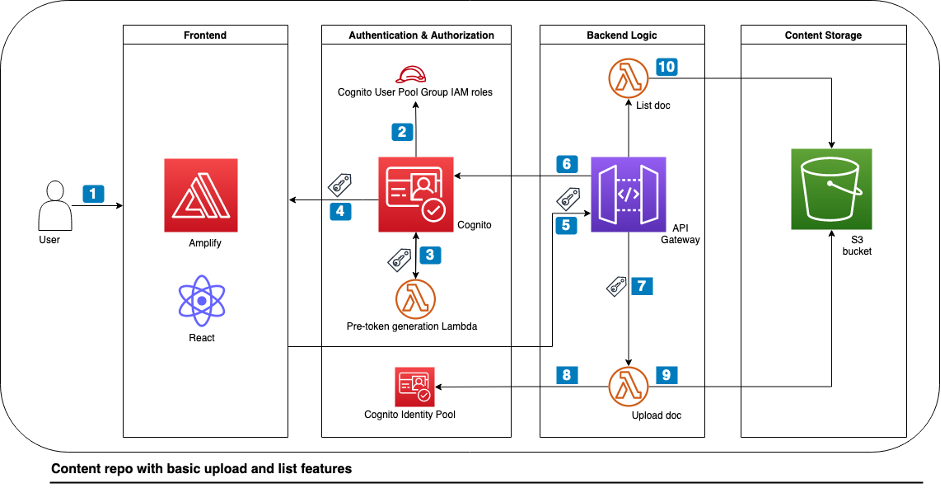 Frontend
Authentication & Authorization
Backend Logic
Content Storage
10
Cognito User Pool Group IAM roles
List doc
2
6
1
4
5
User
Amplify
Cognito
API
Gateway
S3
bucket
3
7
React
Pre-token generation Lambda
8
9
Cognito Identity Pool
Upload doc
Content repo with basic upload and list features